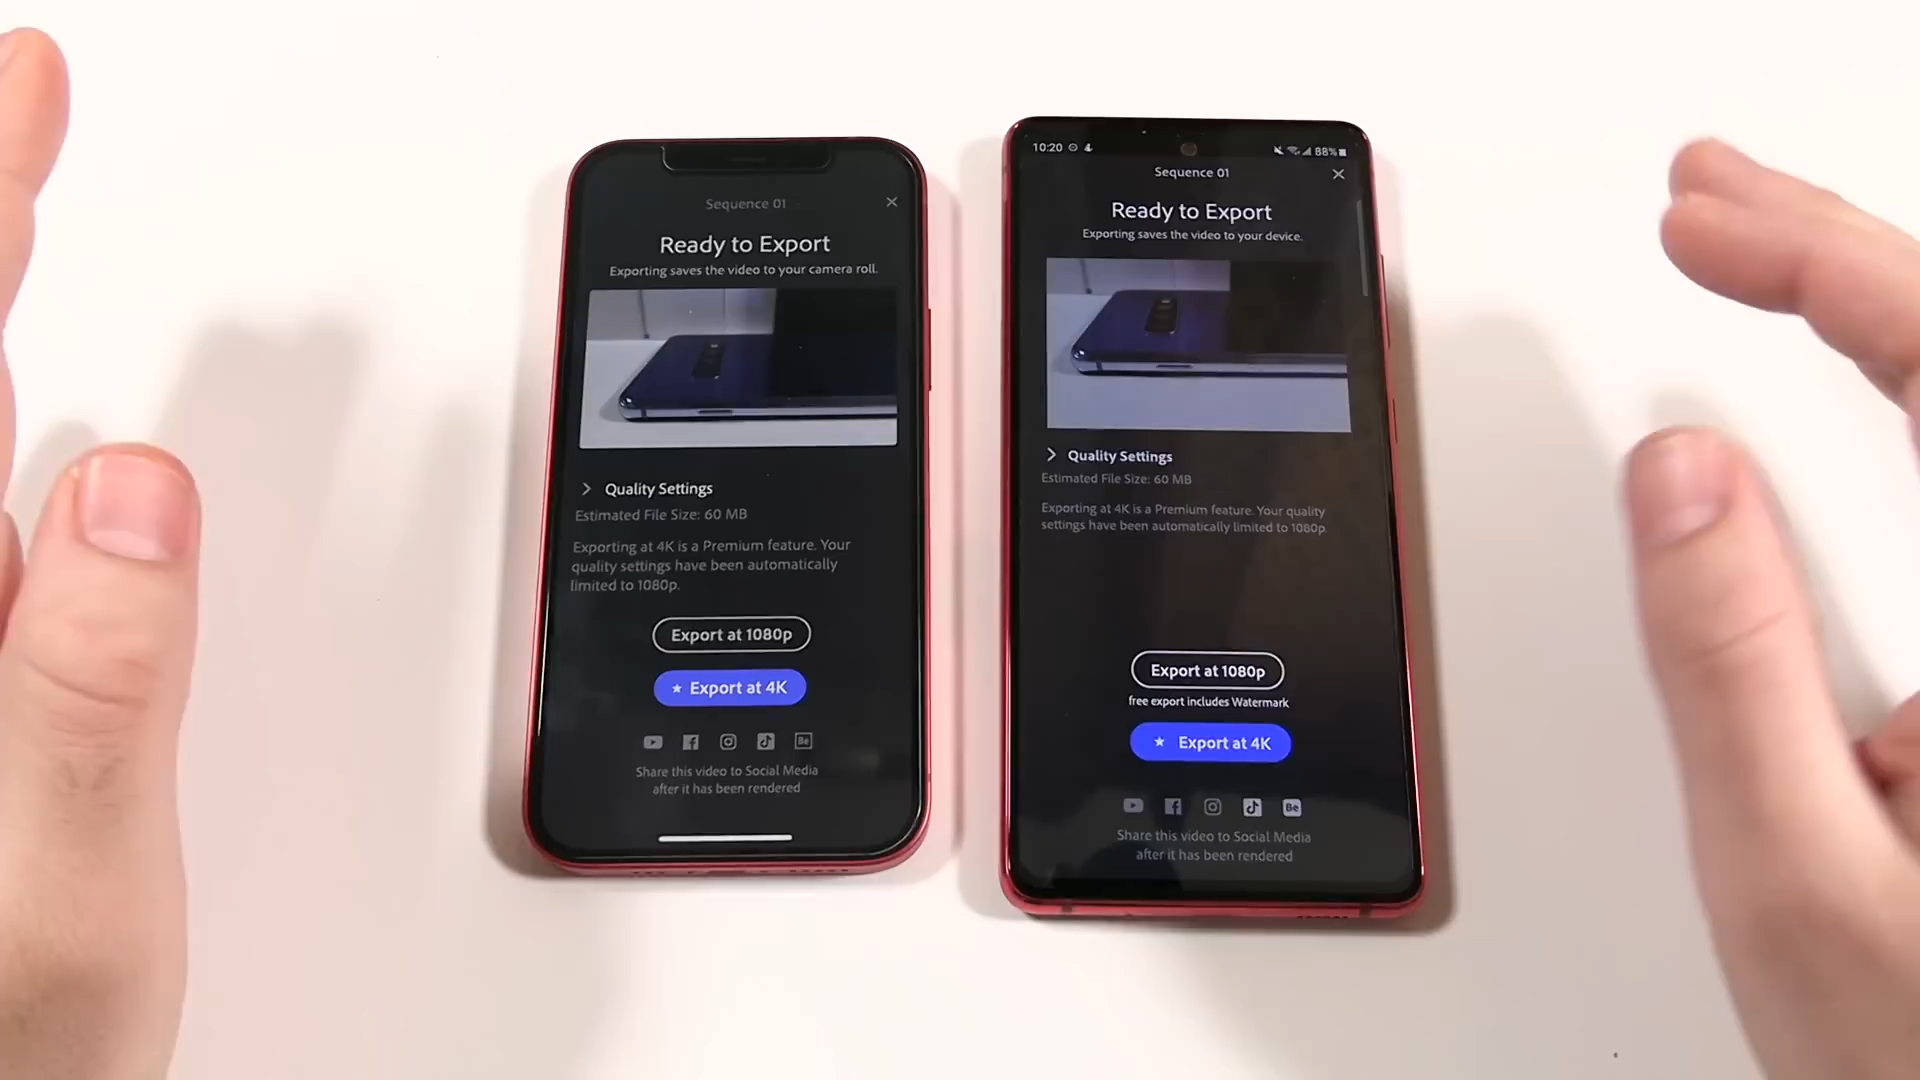 Sequence 01
Ready to Export
Exporting saves the video to your camera roll.
Quality Settings
Estimated File Size: 60 MB
Exporting at 4K is a Premium feature. Your
quality settings have been automatically
limited to 1080p.
Export at 1080p
Export at 4K
Be
Share this video to Social Media
after it has been rendered
10:20
88%
Sequence 01
Ready to Export
Exporting saves the video to your device.
Quality Settings
Estimated File Size: 60 MB
Exporting at 4K is a Premium feature. Your quality
settings have been automatically limited to 1080p.
Export at 1080p
free export includes Watermark
Export at 4K
Be
Share this video to Social Media
after it has been rendered